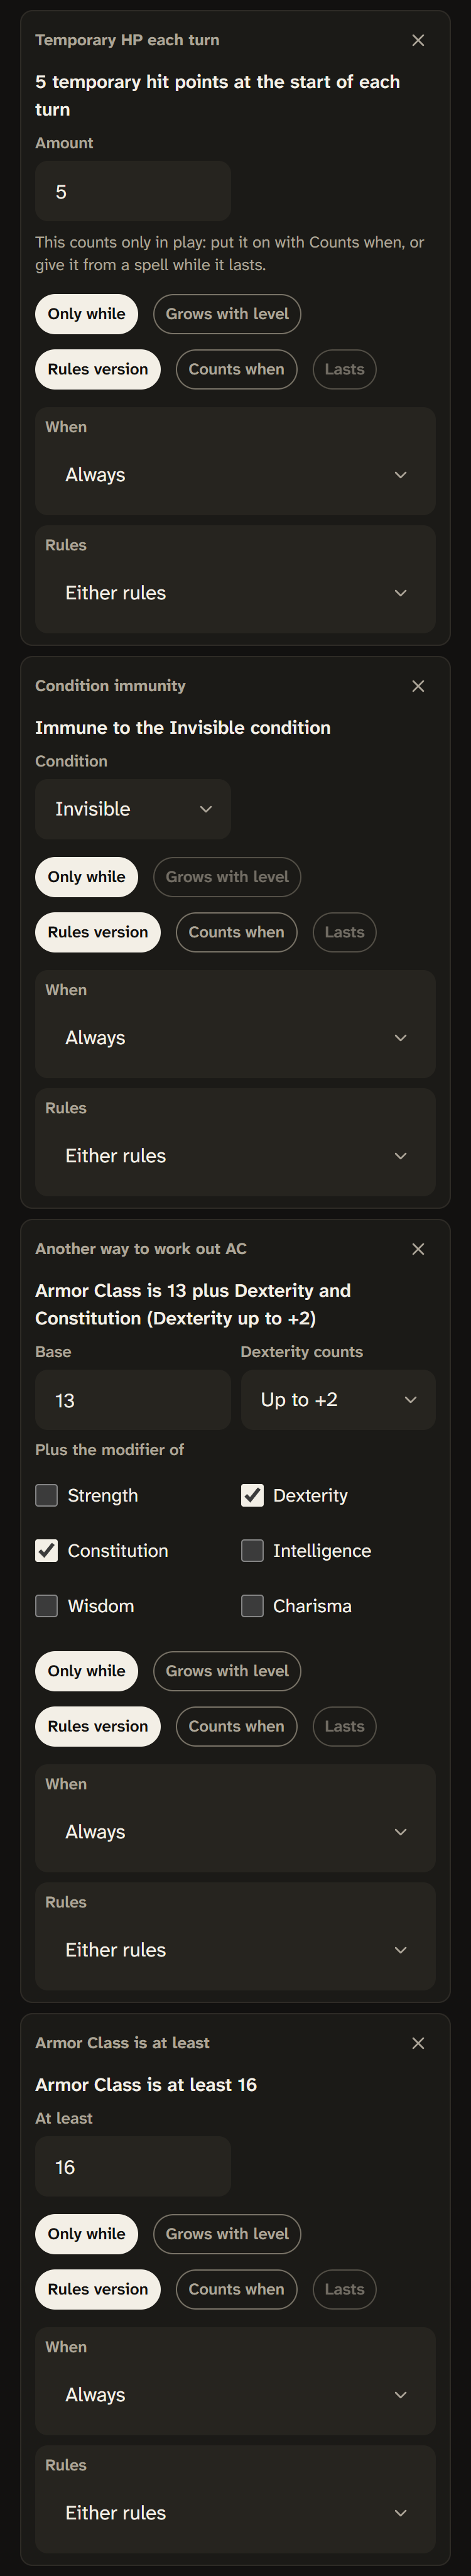 Temporary HP each turn
5 temporary hit points at the start of each
turn
Amount
5
This counts only in play: put it on with Counts when, or
give it from a spell while it lasts.
Only while
Grows with level
Rules version
Counts when
Lasts
When
Always
Rules
Either rules
Condition immunity
Immune to the Invisible condition
Condition
Invisible
Only while
Grows with level
Rules version
Counts when
Lasts
When
Always
Rules
Either rules
Another way to work out AC
Armor Class is 13 plus Dexterity and
Constitution (Dexterity up to +2)
Base
Dexterity counts
13
Up to +2
Plus the modifier of
Strength
Dexterity
Constitution
Intelligence
Wisdom
Charisma
Only while
Grows with level
Rules version
Counts when
Lasts
When
Always
Rules
Either rules
Armor Class is at least
Armor Class is at least 16
At least
16
Only while
Grows with level
Rules version
Counts when
Lasts
When
Always
Rules
Either rules